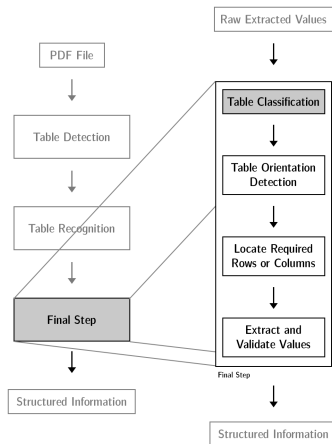 PDF File
Table Detection
Table Recognition
Final Step
Structured Information
Raw Extracted Values
Table Classification
Table Orientation
Detection
Locate Required
Rows or Columns
Extract and
Validate Values
Final Step
Structured Information